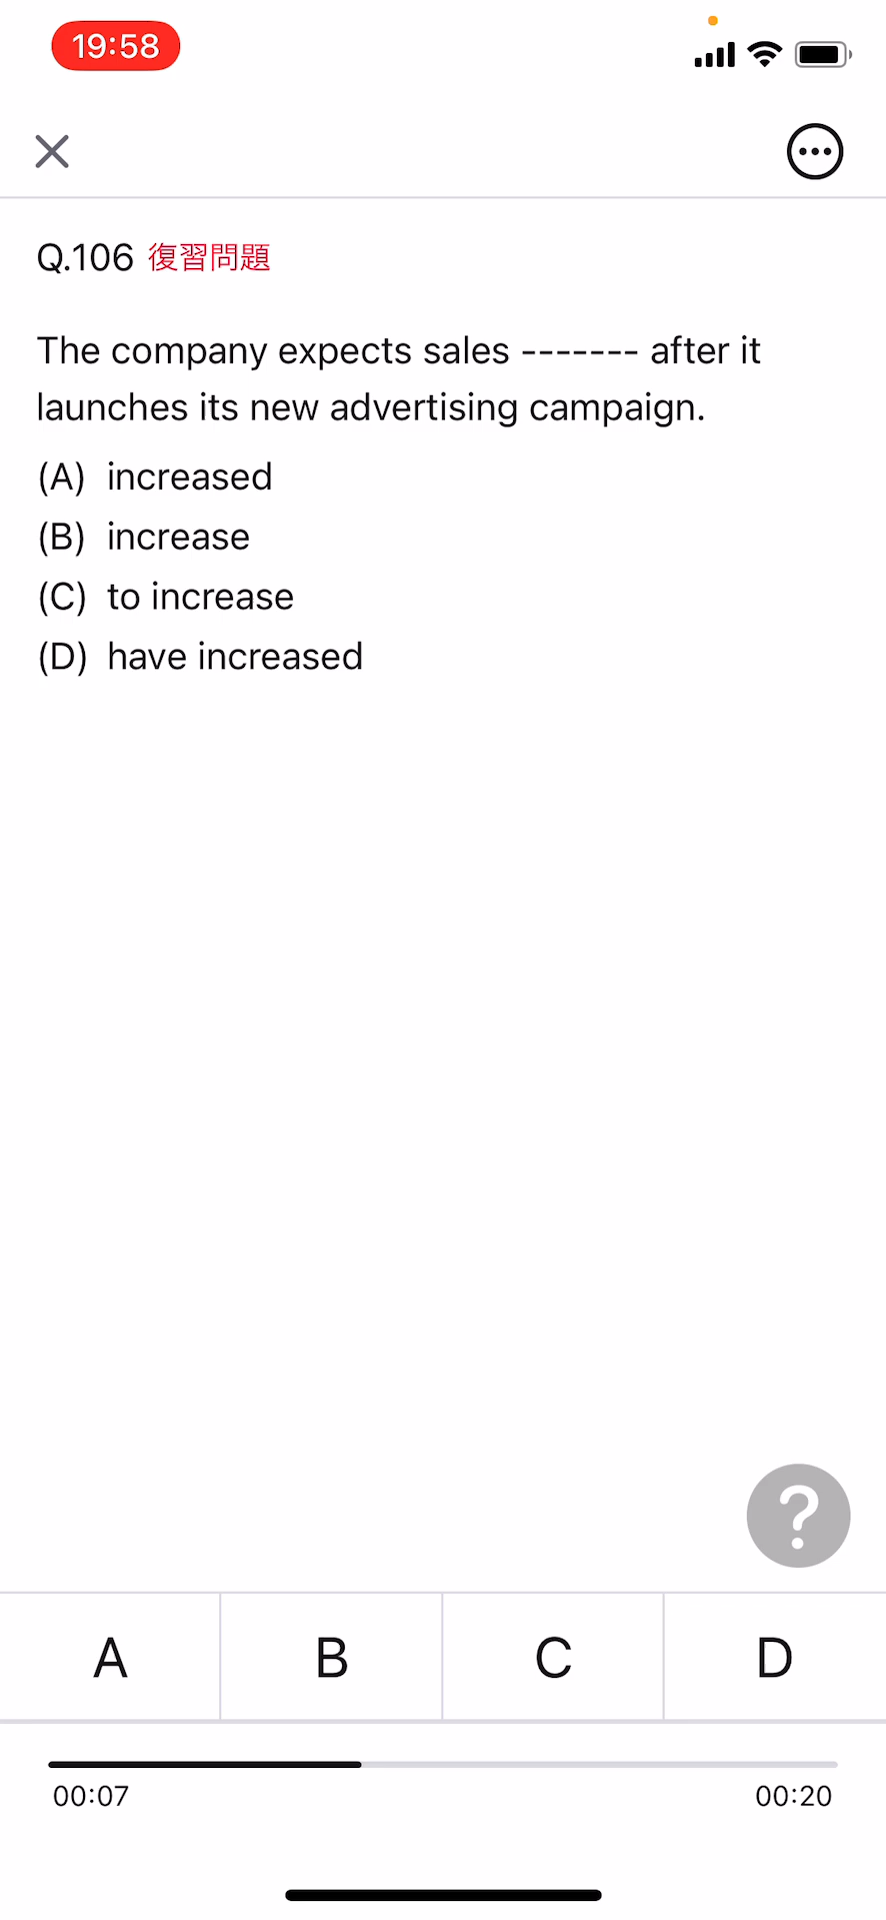 19:58
Q.106 復習問題
The company expects sales ------- after it
launches its new advertising campaign.
(A) increased
(B) increase
(C) to increase
(D) have increased
?
A B C D
00:07 00:20